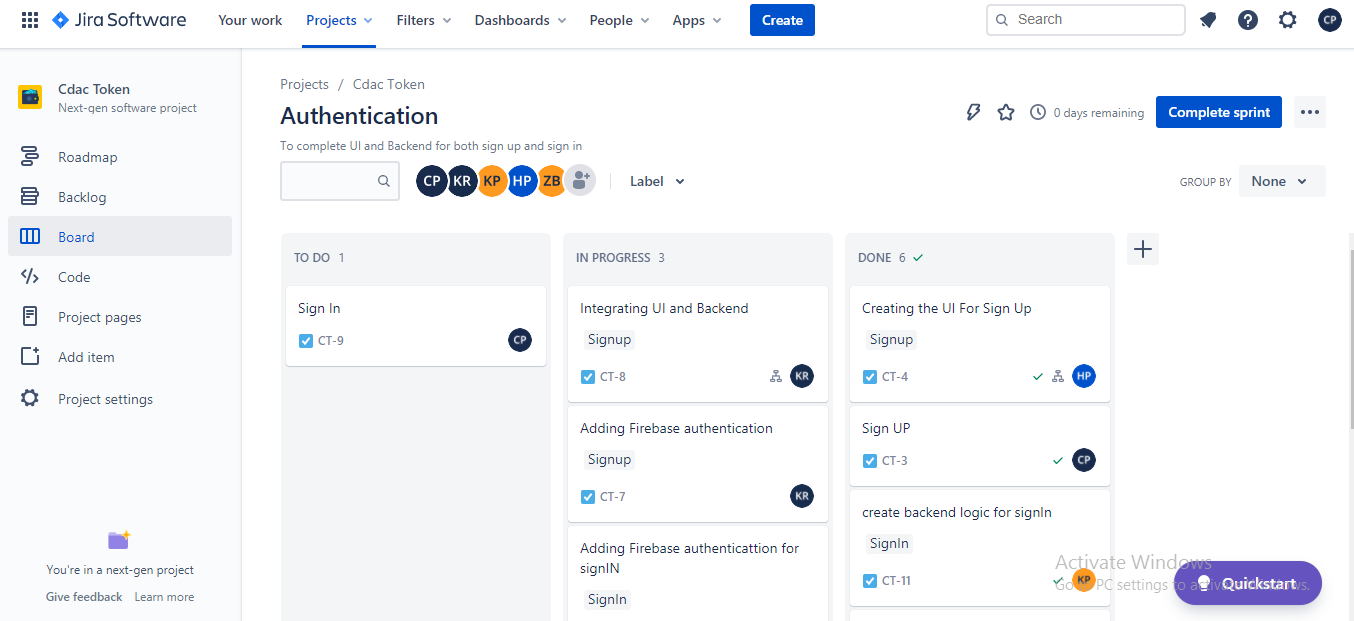 Jira Software Your work Projects Filters Dashboards People Apps Create Search CP
Cdac Token
Next-gen software project
Roadmap
Backlog
Board
Code
Project pages
Add item
Project settings
You're in a next-gen project
Give feedback Learn more
Projects / Cdac Token
Authentication
0 days remaining Complete sprint
To complete UI and Backend for both sign up and sign in
CP KR KP HP ZB Label GROUP BY None
TO DO 1
Sign In
CT-9 CP
IN PROGRESS 3
Integrating UI and Backend
Signup
CT-8 KR
Adding Firebase authentication
Signup
CT-7 KR
Adding Firebase authenticattion for
signIN
SignIn
DONE 6
Creating the UI For Sign Up
Signup
CT-4 HP
Sign UP
CT-3 CP
create backend logic for signIn
SignIn
CT-11 KP
Activate Windows
Go to PC settings to activate Windows.
Quickstart